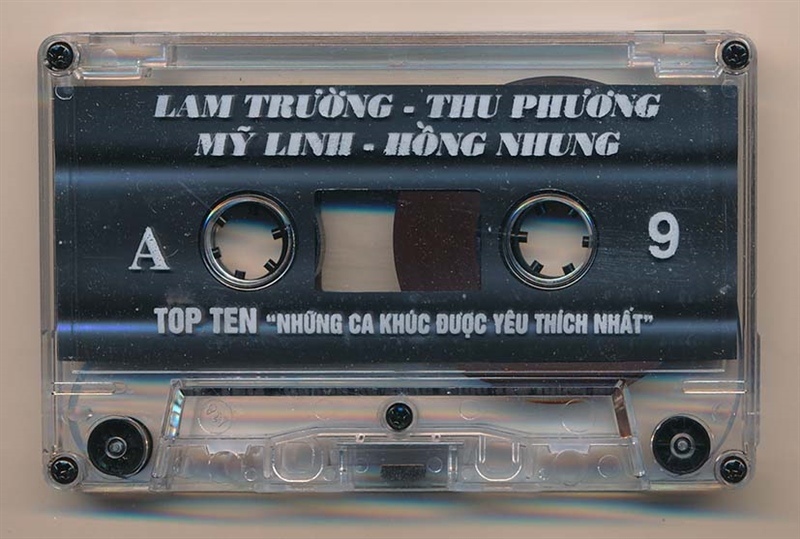 LAM TRƯỜNG - THU PHƯƠNG
MỸ LINH - HỒNG NHUNG
A
9
TOP TEN "NHỮNG CA KHÚC ĐƯỢC YÊU THÍCH NHẤT"